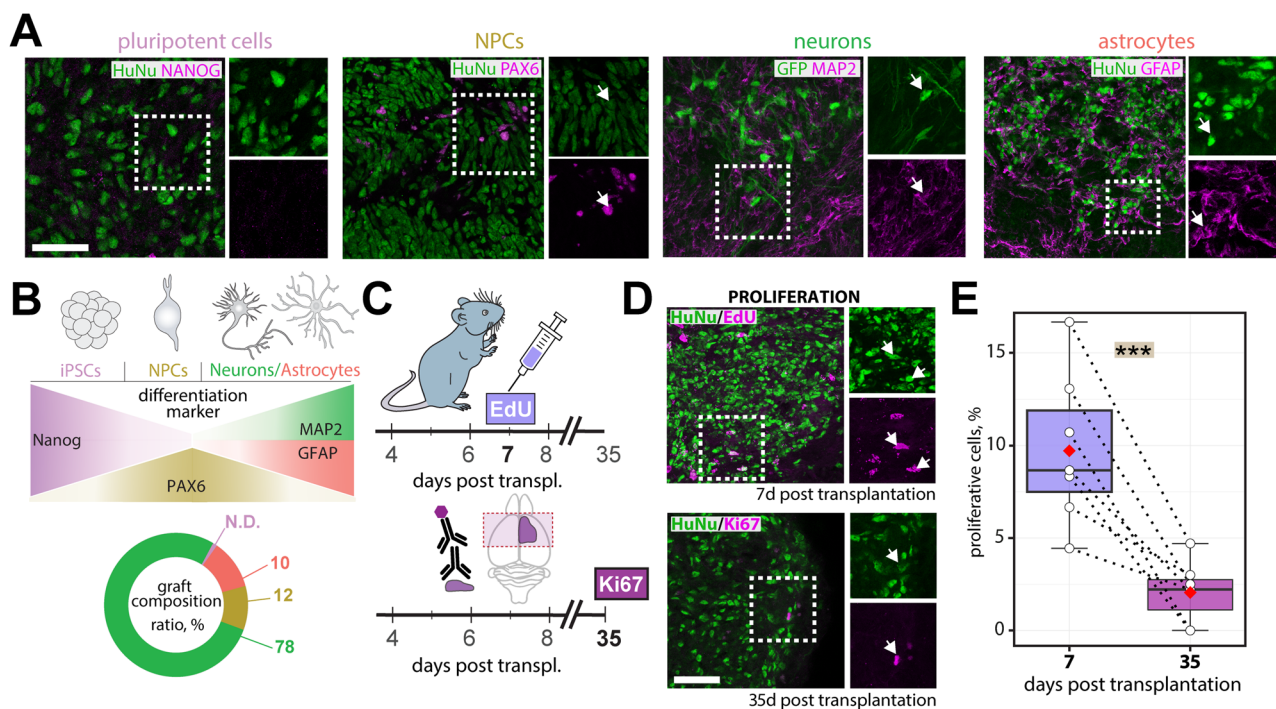 A
pluripotent cells
HuNu NANOG
NPCs
HuNu PAX6
neurons
GFP MAP2
astrocytes
HuNu GFAP
B
iPSCs
NPCs
Neurons/Astrocytes
differentiation
marker
Nanog
MAP2
GFAP
PAX6
N.D.
10
12
78
graft
composition
ratio, %
C
EdU
4 6 7 8 35
days post transpl.
Ki67
4 6 8 35
days post transpl.
D
PROLIFERATION
HuNu/EdU
7d post transplantation
HuNu/Ki67
35d post transplantation
E
***
proliferative cells, %
15
10
5
0
7 35
days post transplantation